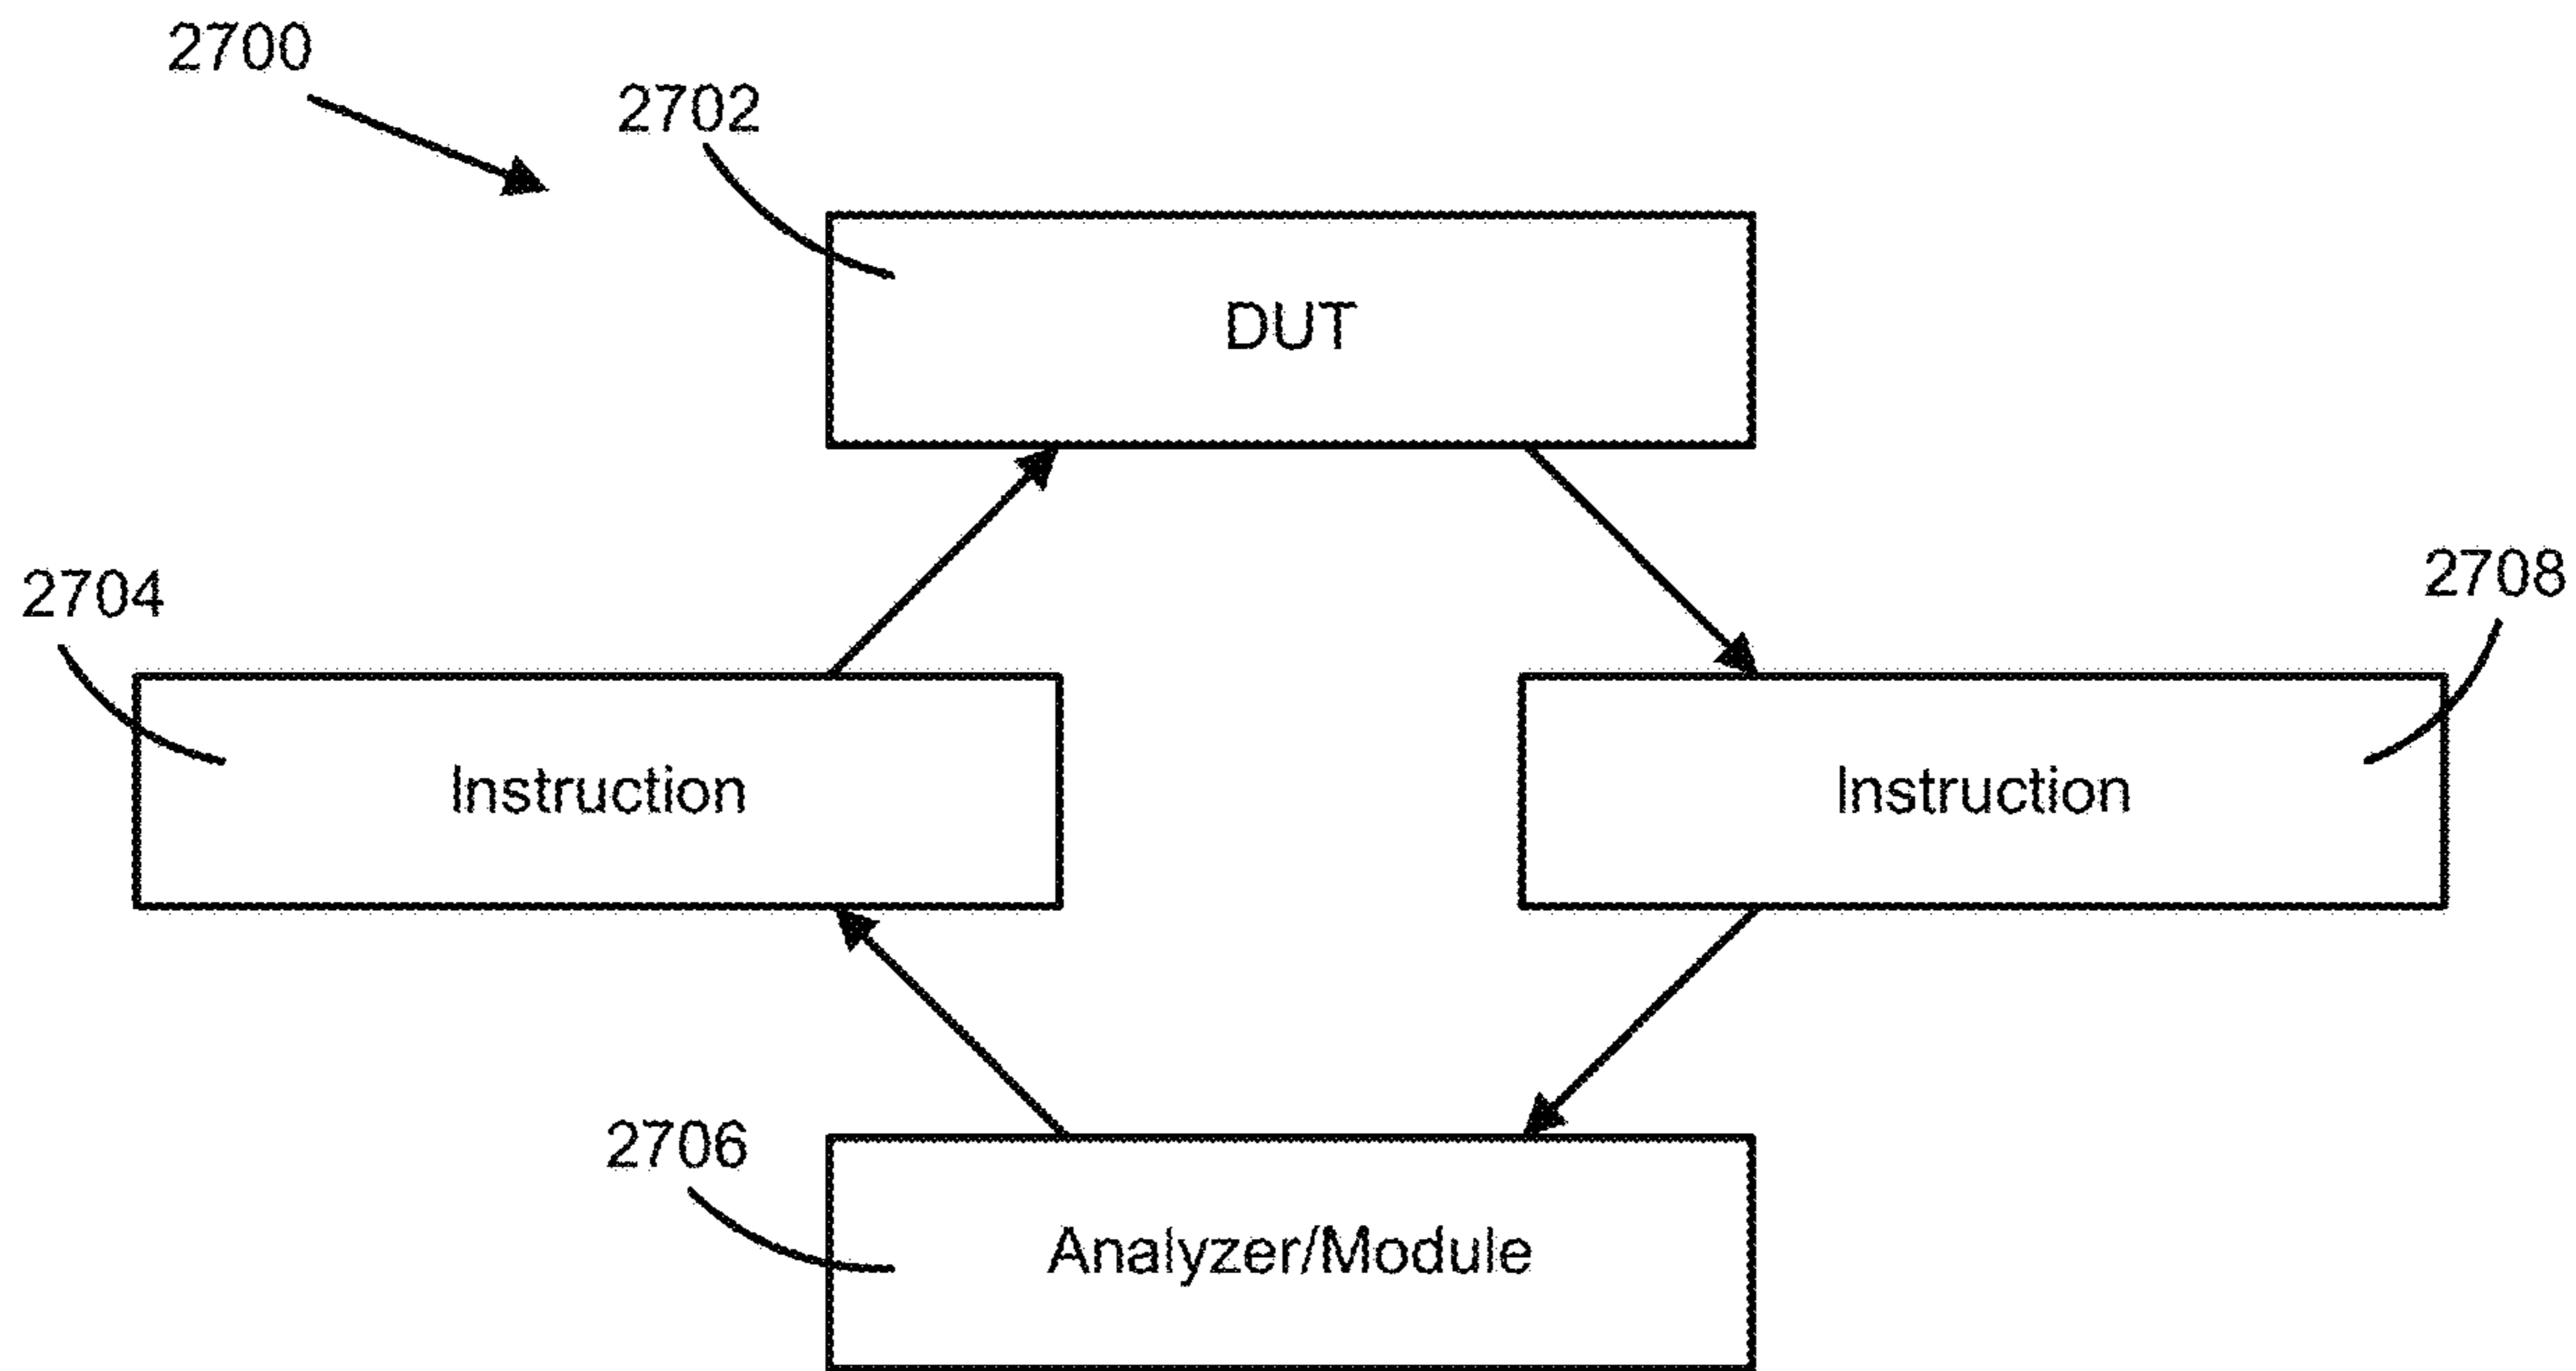 2700
2702
DUT
2704
2708
Instruction
Instruction
2706
Analyzer/Module